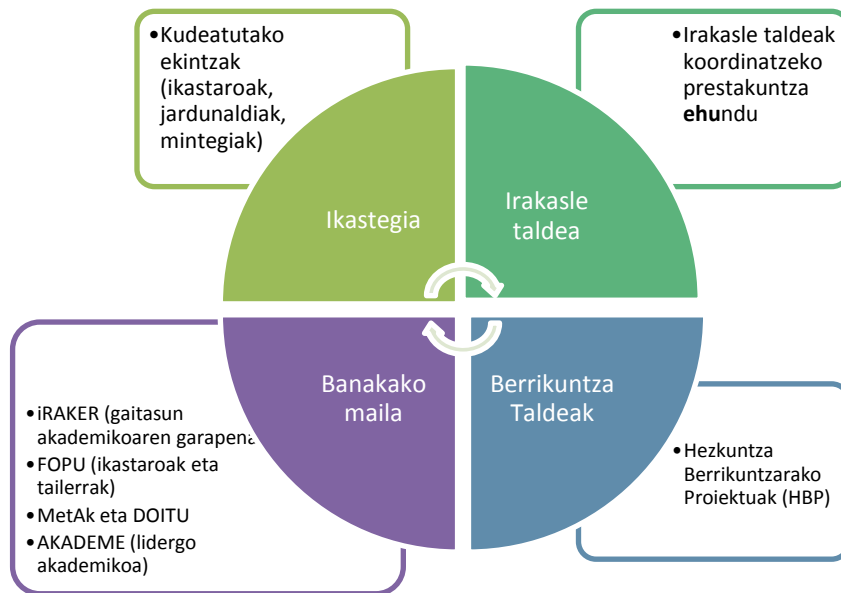 •Kudeatutako
ekintzak
(ikastaroak,
jardunaldiak,
mintegiak)
•Irakasle taldeak
koordinatzeko
prestakuntza
ehundu
Ikastegia
Irakasle
taldea
Banakako
maila
Berrikuntza
Taldeak
•iRAKER (gaitasun
akademikoaren garapena
•FOPU (ikastaroak eta
tailerrak)
•MetAk eta DOITU
•AKADEME (lidergo
akademikoa)
•Hezkuntza
Berrikuntzarako
Proiektuak (HBP)